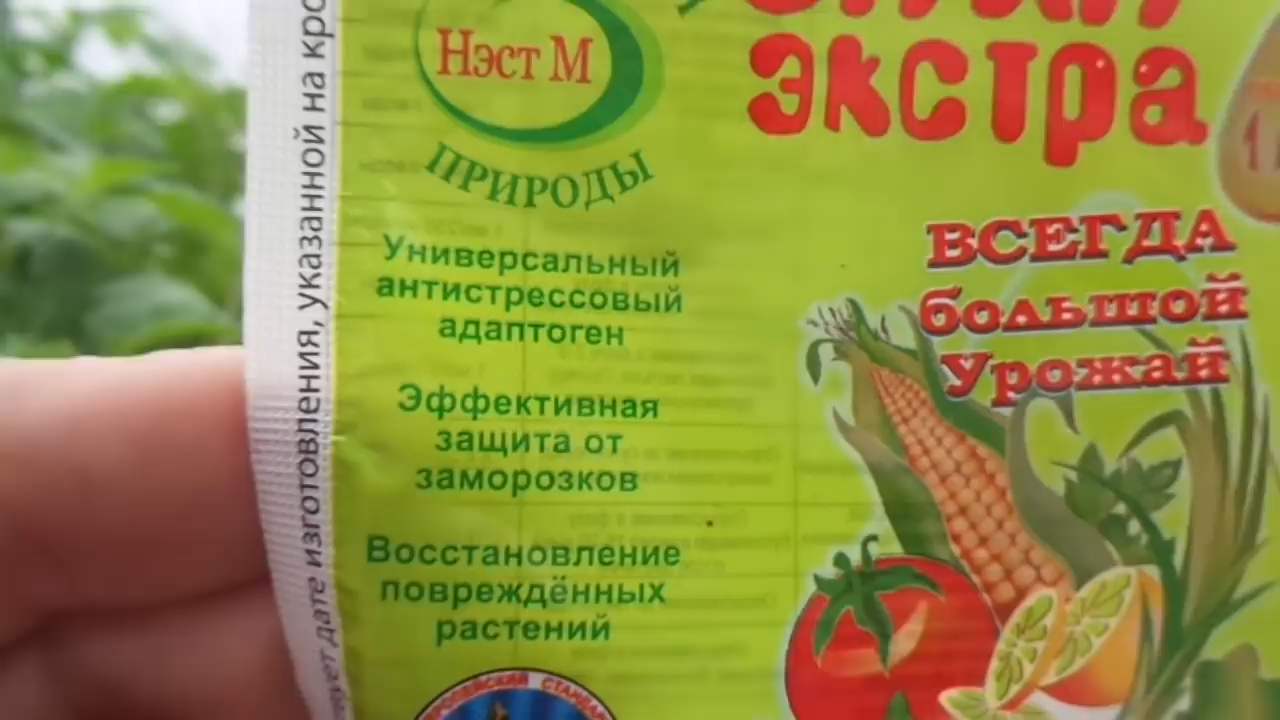 Нэст М
ПРИРОДЫ
экстра
1
Универсальный
антистрессовый
адаптоген
Эффективная
защита от
заморозков
Восстановление
повреждённых
растений
ВСЕГДА
большой
Урожай
дате изготовления, указанной на